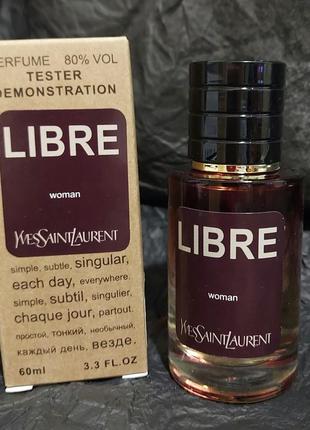 PERFUME 80% VOL
TESTER
DEMONSTRATION
LIBRE
woman
YVESSAINTLAURENT
simple, subtle, singular,
each day, everywhere.
simple, subtil, singulier,
chaque jour, partout.
простой, тонкий, необычный,
каждый день, везде.
60ml 3.3 FL.OZ
LIBRE
woman
YVESSAINTLAURENT